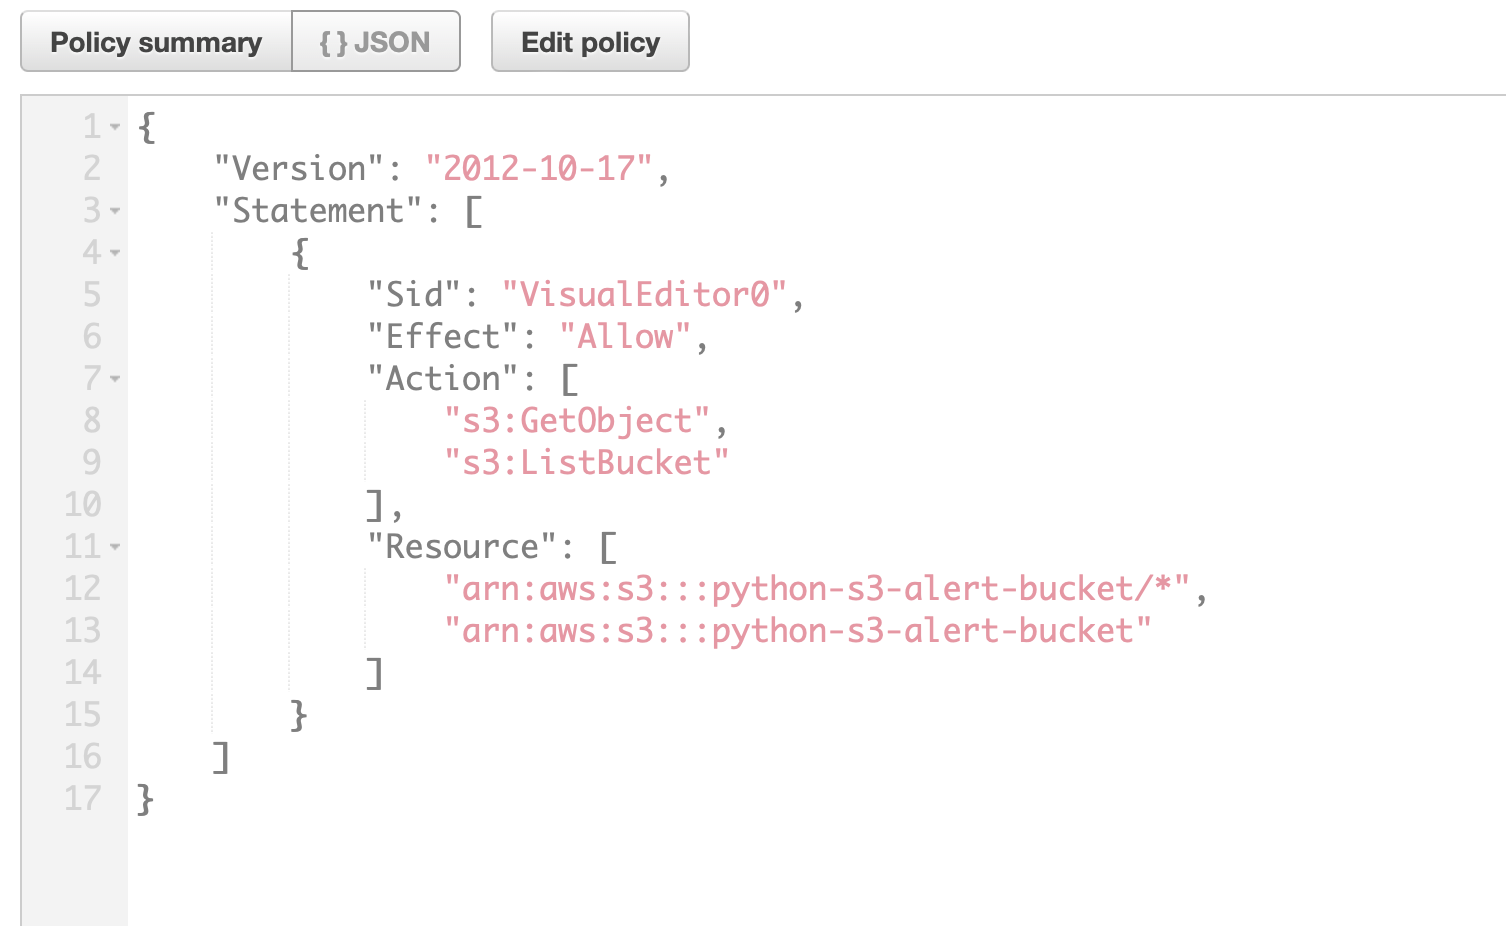 Policy summary {} JSON Edit policy
1 {
2 "Version": "2012-10-17",
3 "Statement": [
4 {
5 "Sid": "VisualEditor0",
6 "Effect": "Allow",
7 "Action": [
8 "s3:GetObject",
9 "s3:ListBucket"
10 ],
11 "Resource": [
12 "arn:aws:s3:::python-s3-alert-bucket/*",
13 "arn:aws:s3:::python-s3-alert-bucket"
14 ]
15 }
16 ]
17 }